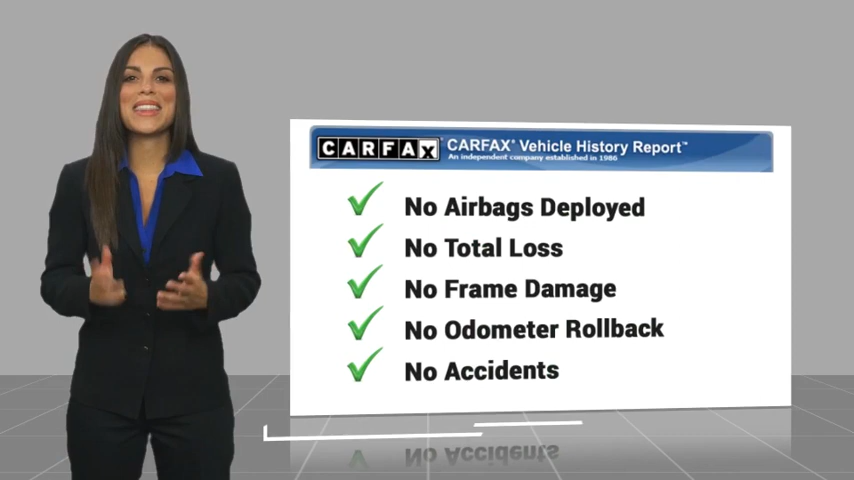 CARFAX CARFAX® Vehicle History Report™
An independent company established in 1986
No Airbags Deployed
No Total Loss
No Frame Damage
No Odometer Rollback
No Accidents
No Accidents